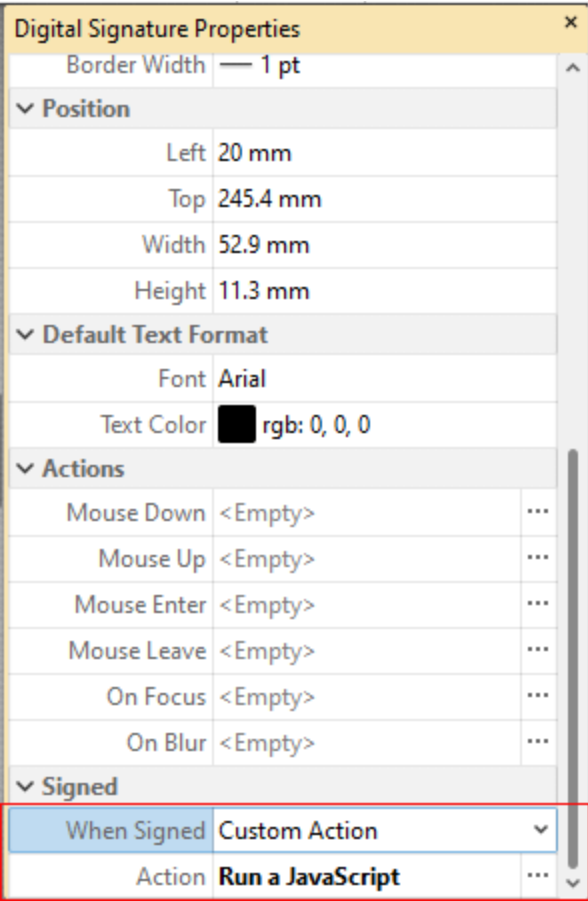 Digital Signature Properties
Border Width 1 pt
Position
Left 20 mm
Top 245.4 mm
Width 52.9 mm
Height 11.3 mm
Default Text Format
Font Arial
Text Color rgb: 0, 0, 0
Actions
Mouse Down <Empty> ...
Mouse Up <Empty> ...
Mouse Enter <Empty> ...
Mouse Leave <Empty> ...
On Focus <Empty> ...
On Blur <Empty> ...
Signed
When Signed Custom Action
Action Run a JavaScript ...